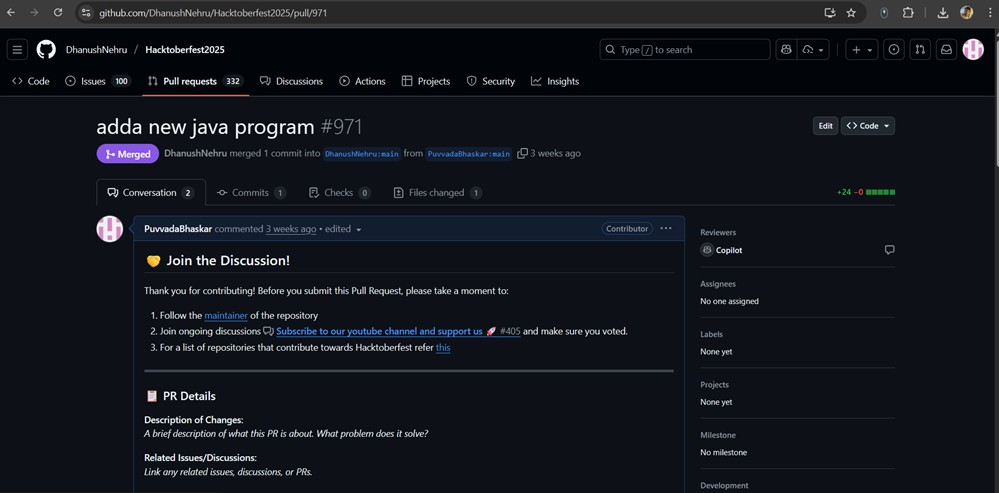 github.com/DhanushNehru/Hacktoberfest2025/pull/971
DhanushNehru / Hacktoberfest2025
Type / to search
Code
Issues 100
Pull requests 332
Discussions
Actions
Projects
Security
Insights
adda new java program #971
Edit
<> Code
Merged
DhanushNehru merged 1 commit into DhanushNehru:main from PuvvadaBhaskar:main 3 weeks ago
Conversation 2
Commits 1
Checks 0
Files changed 1
+24 −0
PuvvadaBhaskar commented 3 weeks ago • edited
Contributor
🤝 Join the Discussion!
Thank you for contributing! Before you submit this Pull Request, please take a moment to:
1. Follow the maintainer of the repository
2. Join ongoing discussions Subscribe to our youtube channel and support us 🚀 #405 and make sure you voted.
3. For a list of repositories that contribute towards Hacktoberfest refer this
📋 PR Details
Description of Changes:
A brief description of what this PR is about. What problem does it solve?
Related Issues/Discussions:
Link any related issues, discussions, or PRs.
Reviewers
Copilot
Assignees
No one assigned
Labels
None yet
Projects
None yet
Milestone
No milestone
Development